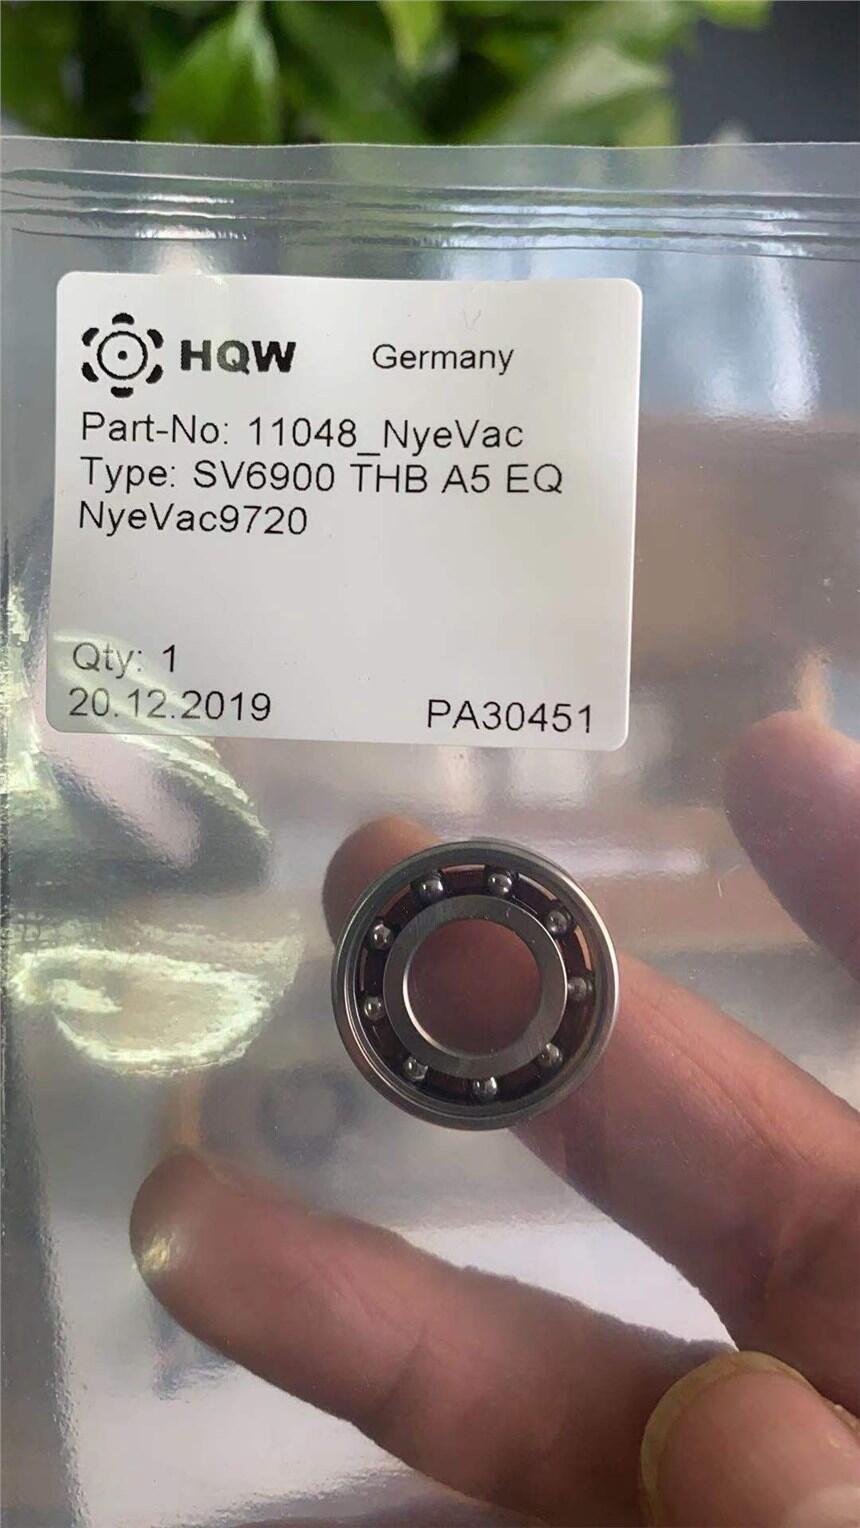 HQW Germany
Part-No: 11048_NyeVac
Type: SV6900 THB A5 EQ
NyeVac9720
Qty: 1
20.12.2019 PA30451